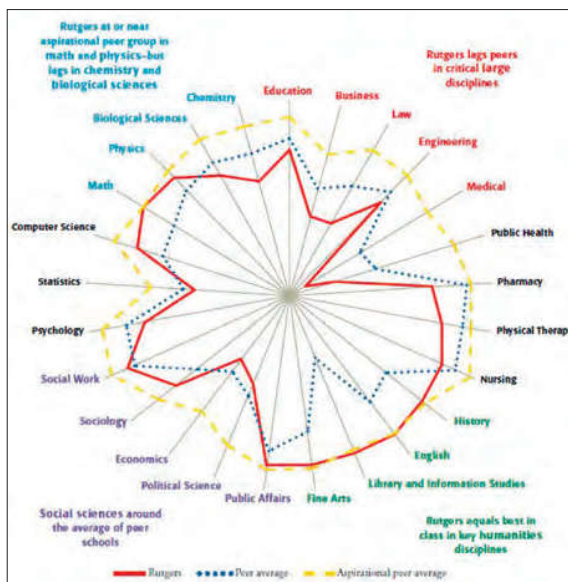 Rutgers at or near
aspirational peer group in
math and physics–but
lags in chemistry and
biological sciences
Rutgers lags peers
in critical large
disciplines
Education
Business
Law
Engineering
Medical
Public Health
Pharmacy
Physical Therap
Nursing
History
English
Library and Information Studies
Fine Arts
Public Affairs
Political Science
Economics
Sociology
Social Work
Psychology
Statistics
Computer Science
Math
Physics
Biological Sciences
Chemistry
Social sciences around
the average of peer
schools
Rutgers equals best in
class in key humanities
disciplines
Rutgers
Peer average
Aspirational peer average